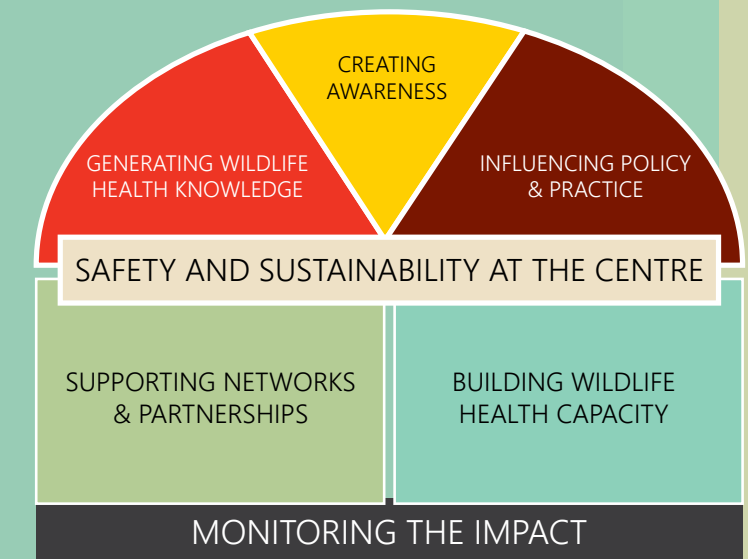 CREATING
AWARENESS
GENERATING WILDLIFE
HEALTH KNOWLEDGE
INFLUENCING POLICY
& PRACTICE
SAFETY AND SUSTAINABILITY AT THE CENTRE
SUPPORTING NETWORKS
& PARTNERSHIPS
BUILDING WILDLIFE
HEALTH CAPACITY
MONITORING THE IMPACT